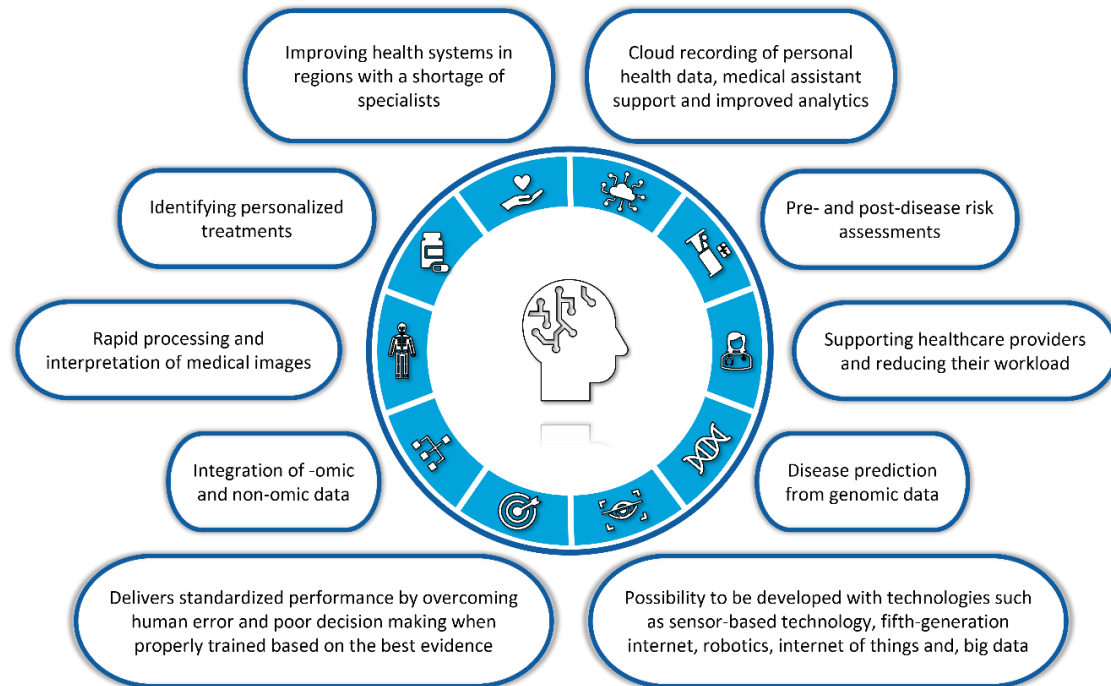 Improving health systems in
regions with a shortage of
specialists
Cloud recording of personal
health data, medical assistant
support and improved analytics
Identifying personalized
treatments
Pre- and post-disease risk
assessments
Rapid processing and
interpretation of medical images
Supporting healthcare providers
and reducing their workload
Integration of -omic
and non-omic data
Disease prediction
from genomic data
Delivers standardized performance by overcoming
human error and poor decision making when
properly trained based on the best evidence
Possibility to be developed with technologies such
as sensor-based technology, fifth-generation
internet, robotics, internet of things and, big data